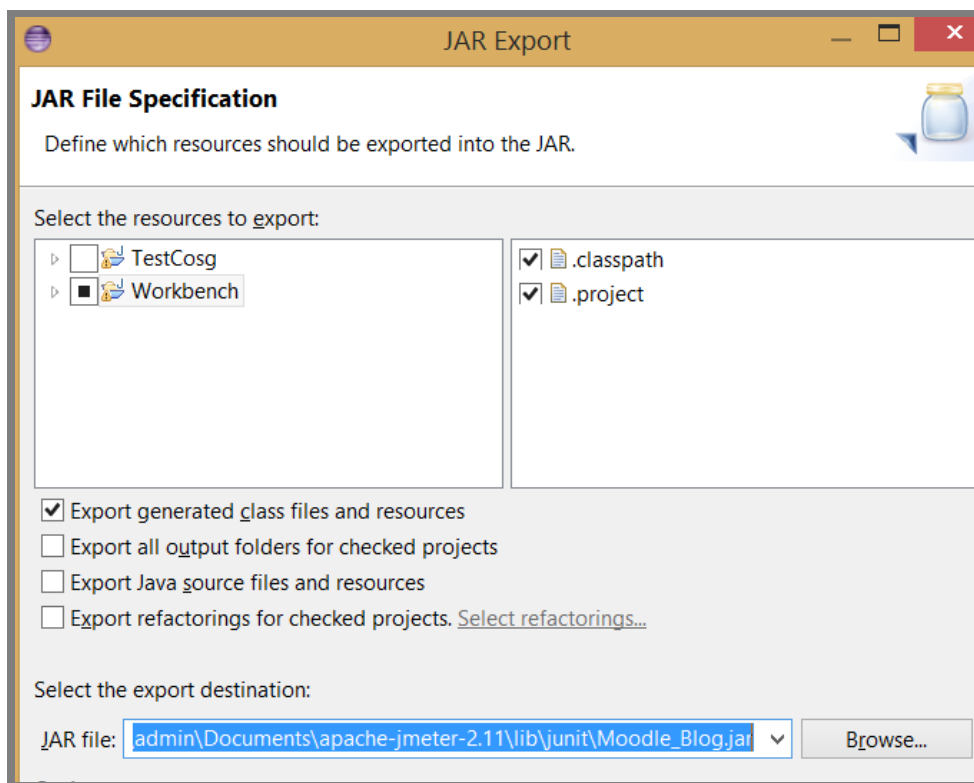 JAR Export
JAR File Specification
Define which resources should be exported into the JAR.
Select the resources to export:
TestCosg
Workbench
.classpath
.project
Export generated class files and resources
Export all output folders for checked projects
Export Java source files and resources
Export refactorings for checked projects. Select refactorings...
Select the export destination:
JAR file: admin\Documents\apache-jmeter-2.11\lib\junit\Moodle_Blog.jar Browse...